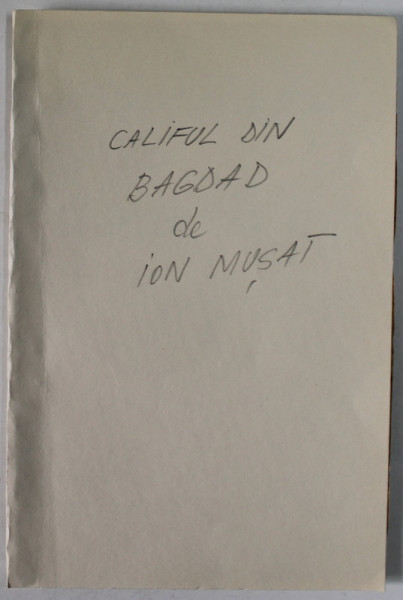 CALIFUL DIN
BAGDAD
de
ION MUȘAT